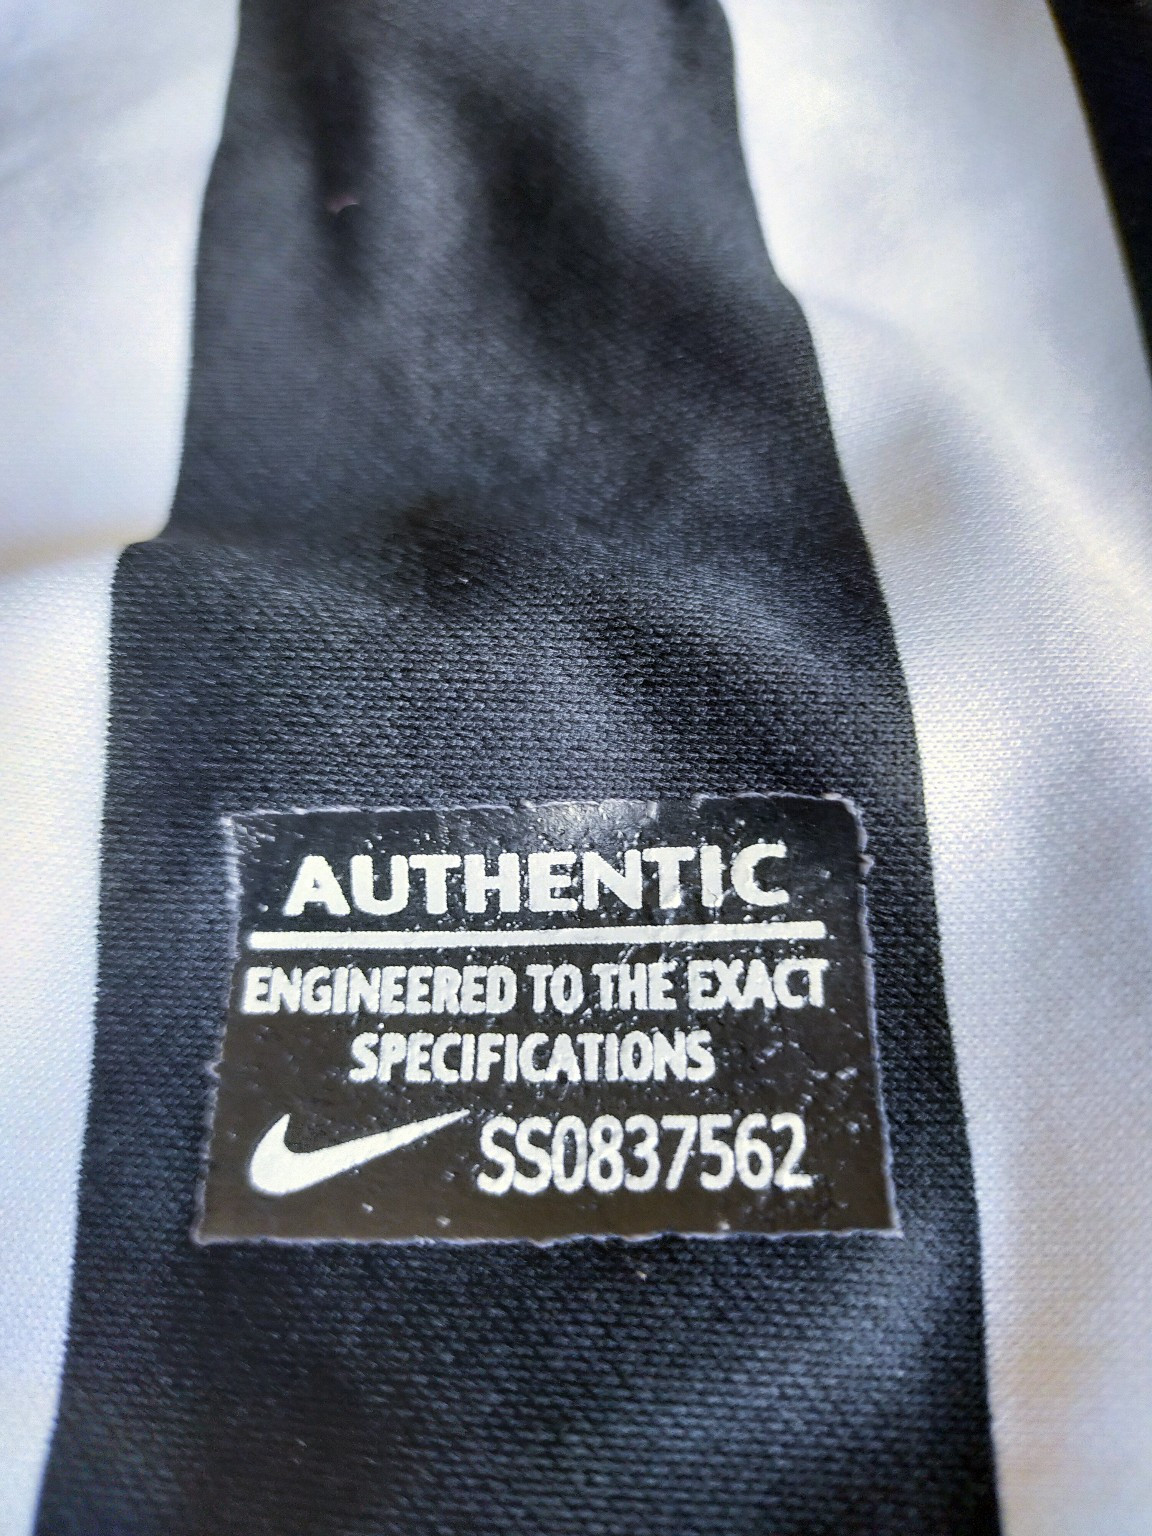 AUTHENTIC
ENGINEERED TO THE EXACT
SPECIFICATIONS
SS0837562